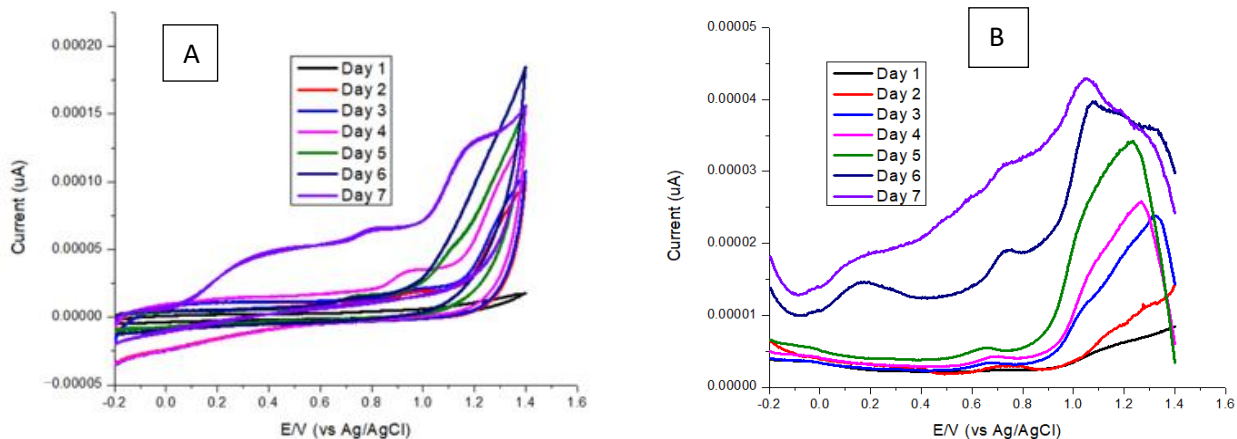 A
0.00020
0.00015
0.00010
0.00005
0.00000
-0.00005
Current (uA)
Day 1
Day 2
Day 3
Day 4
Day 5
Day 6
Day 7
-0.2 0.0 0.2 0.4 0.6 0.8 1.0 1.2 1.4 1.6
E/V (vs Ag/AgCl)
B
0.00005
0.00004
0.00003
0.00002
0.00001
0.00000
Current (uA)
Day 1
Day 2
Day 3
Day 4
Day 5
Day 6
Day 7
-0.2 0.0 0.2 0.4 0.6 0.8 1.0 1.2 1.4 1.6
E/V (vs Ag/AgCl)